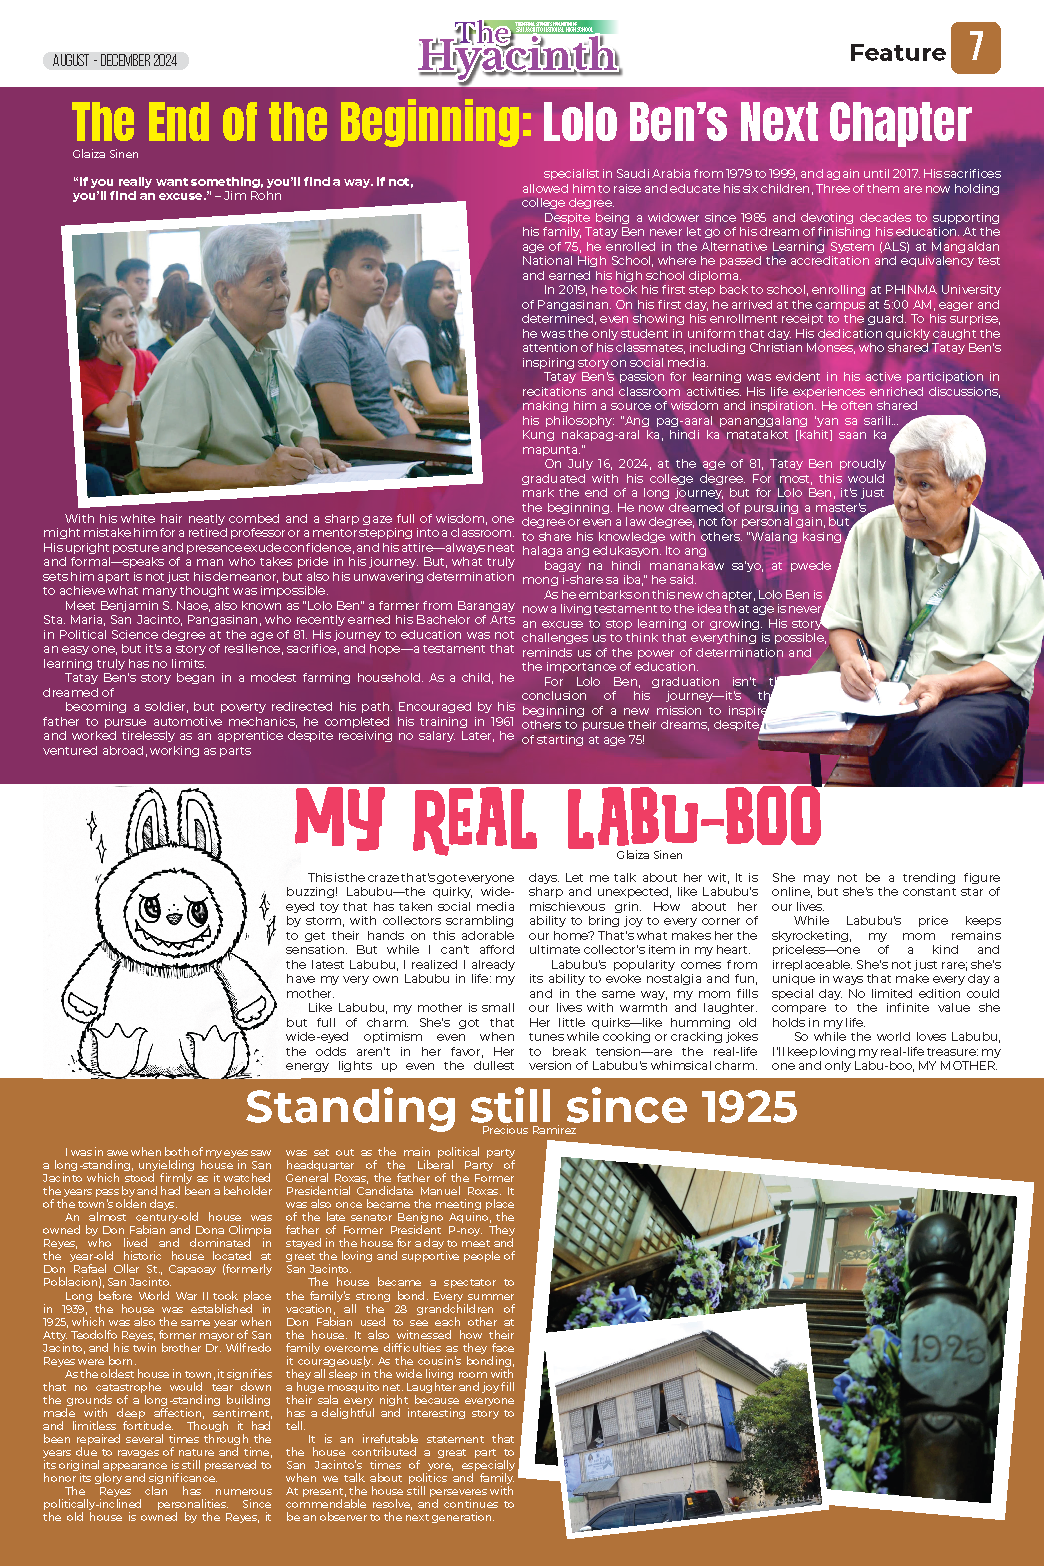 AUGUST - DECEMBER 2024
The
Hyacinth
Feature
7
The End of the Beginning: Lolo Ben's Next Chapter
Glaiza Sinen
"If you really want something, you'll find a way. If not,
you'll find an excuse." – Jim Rohn
With his white hair neatly combed and a sharp gaze full of wisdom, one
might mistake him for a retired professor or a mentor stepping into a classroom.
His upright posture and presence exude confidence, and his attire—always neat
and formal—speaks of a man who takes pride in his journey. But, what truly
sets him apart is not just his demeanor, but also his unwavering determination
to achieve what many thought was impossible.
Meet Benjamin S. Naoe, also known as "Lolo Ben" a farmer from Barangay
Sta. Maria, San Jacinto, Pangasinan, who recently earned his Bachelor of Arts
in Political Science degree at the age of 81. His journey to education was not
an easy one, but it's a story of resilience, sacrifice, and hope—a testament that
learning truly has no limits.
Tatay Ben's story began in a modest farming household. As a child, he
dreamed of
becoming a soldier, but poverty redirected his path. Encouraged by his
father to pursue automotive mechanics, he completed his training in 1961
and worked tirelessly as an apprentice despite receiving no salary. Later, he
ventured abroad, working as parts
specialist in Saudi Arabia from 1979 to 1999, and again until 2017. His sacrifices
allowed him to raise and educate his six children, Three of them are now holding
college degree.
Despite being a widower since 1985 and devoting decades to supporting
his family, Tatay Ben never let go of his dream of finishing his education. At the
age of 75, he enrolled in the Alternative Learning System (ALS) at Mangaldan
National High School, where he passed the accreditation and equivalency test
and earned his high school diploma.
In 2019, he took his first step back to school, enrolling at PHINMA University
of Pangasinan. On his first day, he arrived at the campus at 5:00 AM, eager and
determined, even showing his enrollment receipt to the guard. To his surprise,
he was the only student in uniform that day. His dedication quickly caught the
attention of his classmates, including Christian Monses, who shared Tatay Ben's
inspiring story on social media.
Tatay Ben's passion for learning was evident in his active participation in
recitations and classroom activities. His life experiences enriched discussions,
making him a source of wisdom and inspiration. He often shared
his philosophy: "Ang pag-aaral pananggalang 'yan sa sarili...
Kung nakapag-aral ka, hindi ka matatakot [kahit] saan ka
mapunta."
On July 16, 2024, at the age of 81, Tatay Ben proudly
graduated with his college degree. For most, this would
mark the end of a long journey, but for Lolo Ben, it's just
the beginning. He now dreamed of pursuing a master's
degree or even a law degree, not for personal gain, but
to share his knowledge with others. "Walang kasing
halaga ang edukasyon. Ito ang
bagay na hindi mananakaw sa'yo, at pwede
mong i-share sa iba," he said.
As he embarks on this new chapter, Lolo Ben is
now a living testament to the idea that age is never
an excuse to stop learning or growing. His story
challenges us to think that everything is possible,
reminds us of the power of determination and
the importance of education.
For Lolo Ben, graduation isn't th
conclusion of his journey—it's th
beginning of a new mission to inspire
others to pursue their dreams, despite
of starting at age 75!
MY REAL LABU-BOO
Glaiza Sinen
This is the craze that's got everyone
buzzing! Labubu—the quirky, wide-
eyed toy that has taken social media
by storm, with collectors scrambling
to get their hands on this adorable
sensation. But while I can't afford
the latest Labubu, I realized I already
have my very own Labubu in life: my
mother.
Like Labubu, my mother is small
but full of charm. She's got that
wide-eyed optimism even when
the odds aren't in her favor, Her
energy lights up even the dullest
days. Let me talk about her wit, It is
sharp and unexpected, like Labubu's
mischievous grin. How about her
ability to bring joy to every corner of
our home? That's what makes her the
ultimate collector's item in my heart.
Labubu's popularity comes from
its ability to evoke nostalgia and fun,
and in the same way, my mom fills
our lives with warmth and laughter.
Her little quirks—like humming old
tunes while cooking or cracking jokes
to break tension—are the real-life
version of Labubu's whimsical charm.
She may not be a trending figure
online, but she's the constant star of
our lives.
While Labubu's price keeps
skyrocketing, my mom remains
priceless—one of a kind and
irreplaceable. She's not just rare; she's
unique in ways that make every day a
special day. No limited edition could
compare to the infinite value she
holds in my life.
So while the world loves Labubu,
I'll keep loving my real-life treasure: my
one and only Labu-boo, MY MOTHER.
Standing still since 1925
Precious Ramirez
I was in awe when both of my eyes saw
a long-standing, unyielding house in San
Jacinto which stood firmly as it watched
the years pass by and had been a beholder
of the town's olden days.
An almost century-old house was
owned by Don Fabian and Dona Olimpia
Reyes, who lived and dominated in
the year-old historic house located at
Don Rafael Oller St., Capaoay (formerly
Poblacion), San Jacinto.
Long before World War II took place
in 1939, the house was established in
1925, which was also the same year when
Atty. Teodolfo Reyes, former mayor of San
Jacinto, and his twin brother Dr. Wilfredo
Reyes were born.
As the oldest house in town, it signifies
that no catastrophe would tear down
the grounds of a long-standing building
made with deep affection, sentiment,
and limitless fortitude. Though it had
been repaired several times through the
years due to ravages of nature and time,
its original appearance is still preserved to
honor its glory and significance.
The Reyes clan has numerous
politically-inclined personalities. Since
the old house is owned by the Reyes, it
was set out as the main political party
headquarter of the Liberal Party of
General Roxas, the father of the Former
Presidential Candidate Manuel Roxas. It
was also once became the meeting place
of the late senator Benigno Aquino, the
father of Former President P-noy. They
stayed in the house for a day to meet and
greet the loving and supportive people of
San Jacinto.
The house became a spectator to
the family's strong bond. Every summer
vacation, all the 28 grandchildren of
Don Fabian used to see each other at
the house. It also witnessed how their
family overcome difficulties as they face
it courageously. As the cousin's bonding,
they all sleep in the wide living room with
a huge mosquito net. Laughter and joy fill
their sala every night because everyone
has a delightful and interesting story to
tell.
It is an irrefutable statement that
the house contributed a great part to
San Jacinto's times of yore, especially
when we talk about politics and family.
At present, the house still perseveres with
commendable resolve, and continues to
be an observer to the next generation.
1925